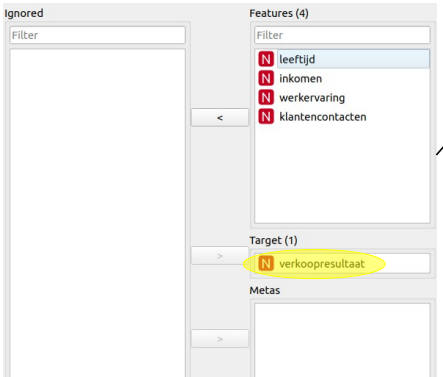 Ignored
Filter
<
>
>
Features (4)
Filter
N leeftijd
N inkomen
N werkervaring
N klantencontacten
Target (1)
N verkoopresultaat
Metas